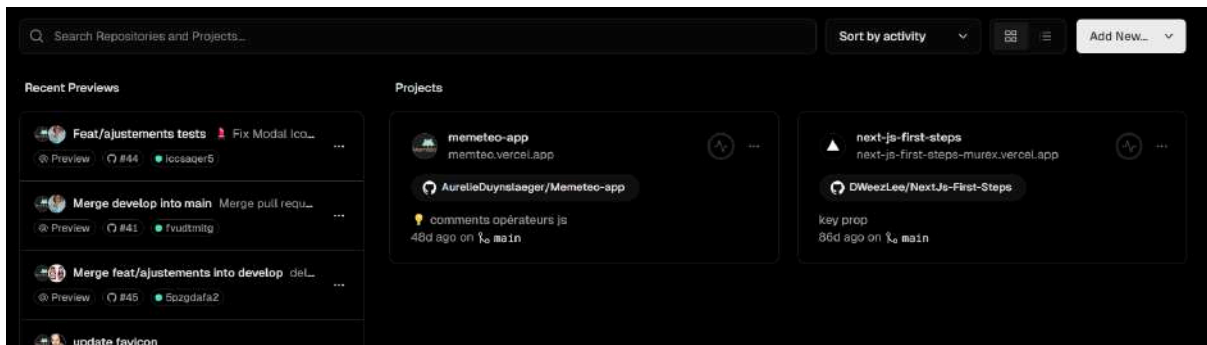 Search Repositories and Projects...
Sort by activity
Add New...
Recent Previews
Feat/ajustements tests Fix Modal Ico...
Preview #44 iccsaqer5
Merge develop into main Merge pull requ...
Preview #41 fvudtmitg
Merge feat/ajustements into develop del...
Preview #45 5pzgdafa2
update favicon
Projects
memeteo-app
memteo.vercel.app
AurelieDuynslaeger/Memeteo-app
comments opérateurs js
48d ago on main
next-js-first-steps
next-js-first-steps-murex.vercel.app
DWeezLee/NextJs-First-Steps
key prop
86d ago on main